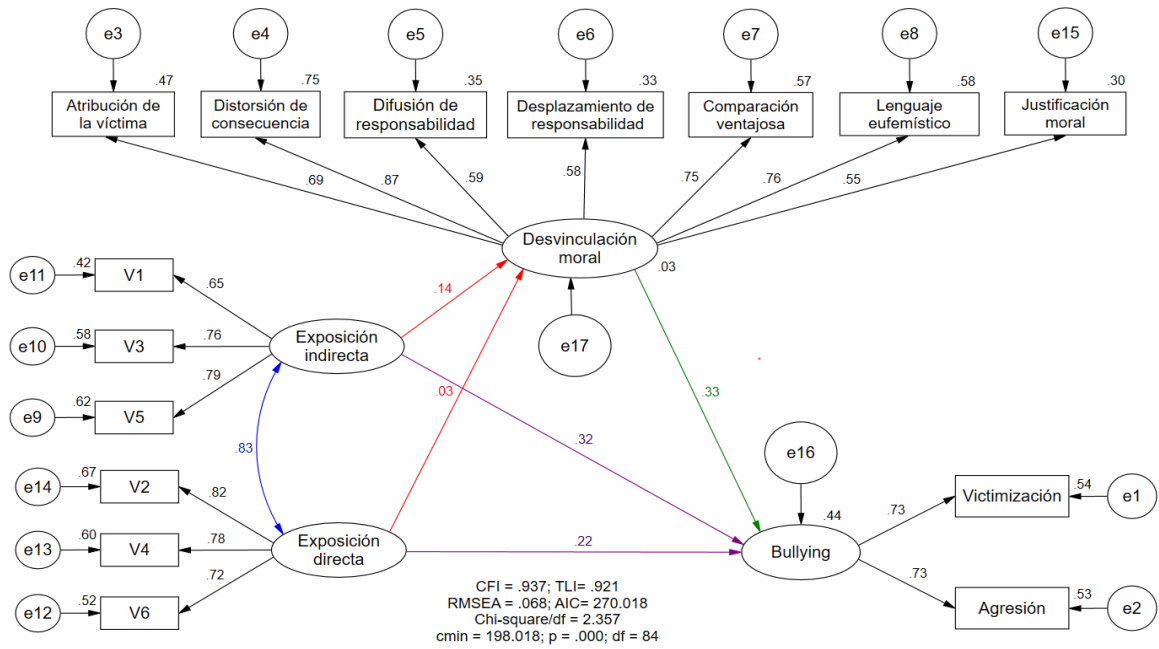 e3 e4 e5 e6 e7 e8 e15
.47 .75 .35 .33 .57 .58 .30
Atribución de
la víctima
Distorsión de
consecuencia
Difusión de
responsabilidad
Desplazamiento de
responsabilidad
Comparación
ventajosa
Lenguaje
eufemístico
Justificación
moral
.69 .87 .59 .58 .75 .76 .55
Desvinculación
moral
.03
e17
e11 .42 V1 .65
e10 .58 V3 .76
e9 .62 V5 .79
Exposición
indirecta
.14
.03
.83
.32
.33
e14 .67 V2 .82
e13 .60 V4 .78
e12 .52 V6 .72
Exposición
directa
.22
e16
.44
Bullying
.73 Victimización .54 e1
.73 Agresión .53 e2
CFI = .937; TLI= .921
RMSEA = .068; AIC= 270.018
Chi-square/df = 2.357
cmin = 198.018; p = .000; df = 84